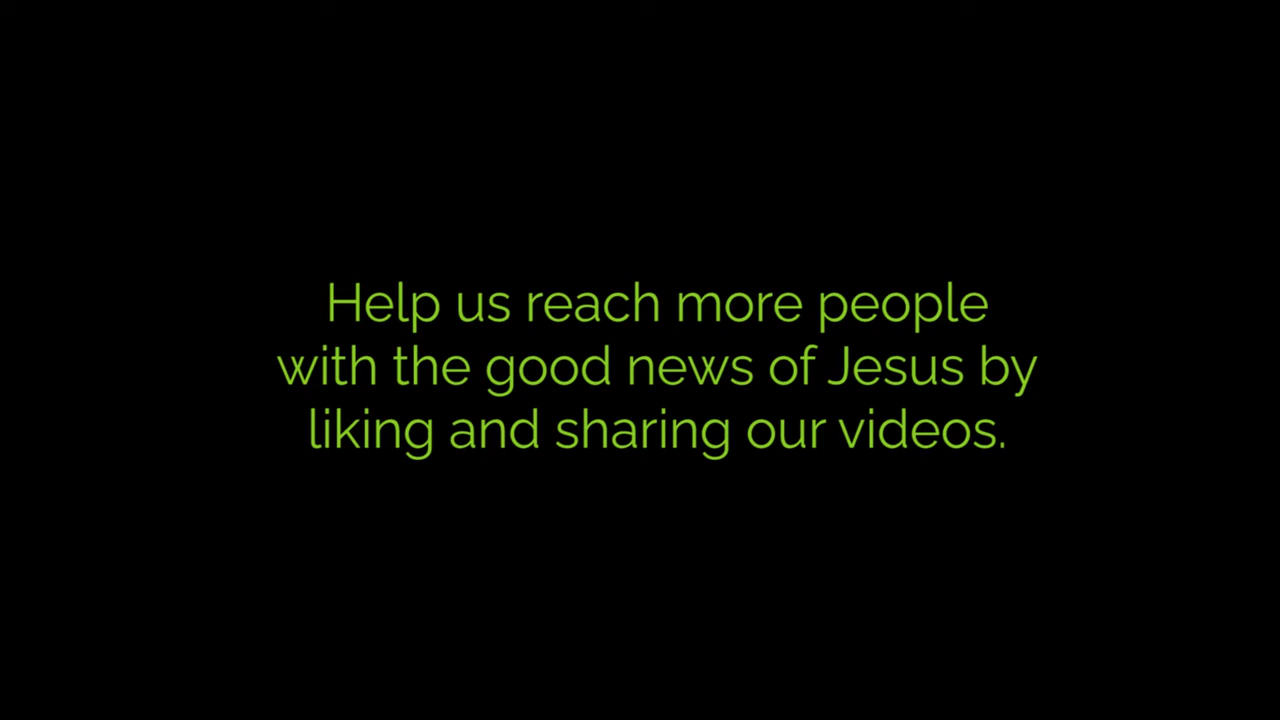 Help us reach more people
with the good news of Jesus by
liking and sharing our videos.